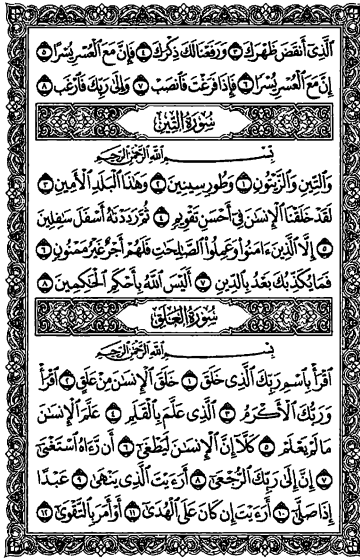 ٱلَّذِىٓ أَنقَضَ ظَهْرَكَ ٣ وَرَفَعْنَا لَكَ ذِكْرَكَ ٤ فَإِنَّ مَعَ ٱلْعُسْرِ يُسْرًا ٥
إِنَّ مَعَ ٱلْعُسْرِ يُسْرًا ٦ فَإِذَا فَرَغْتَ فَٱنصَبْ ٧ وَإِلَىٰ رَبِّكَ فَٱرْغَب ٨
سُورَةُ التِّينِ
بِسْمِ ٱللَّهِ ٱلرَّحْمَٰنِ ٱلرَّحِيمِ
وَٱلتِّينِ وَٱلزَّيْتُونِ ١ وَطُورِ سِينِينَ ٢ وَهَٰذَا ٱلْبَلَدِ ٱلْأَمِينِ ٣
لَقَدْ خَلَقْنَا ٱلْإِنسَٰنَ فِىٓ أَحْسَنِ تَقْوِيمٍ ٤ ثُمَّ رَدَدْنَٰهُ أَسْفَلَ سَٰفِلِينَ
٥ إِلَّا ٱلَّذِينَ ءَامَنُوا۟ وَعَمِلُوا۟ ٱلصَّٰلِحَٰتِ فَلَهُمْ أَجْرٌ غَيْرُ مَمْنُونٍ ٦
فَمَا يُكَذِّبُكَ بَعْدُ بِٱلدِّينِ ٧ أَلَيْسَ ٱللَّهُ بِأَحْكَمِ ٱلْحَٰكِمِينَ ٨
سُورَةُ العَلَقِ
بِسْمِ ٱللَّهِ ٱلرَّحْمَٰنِ ٱلرَّحِيمِ
ٱقْرَأْ بِٱسْمِ رَبِّكَ ٱلَّذِى خَلَقَ ١ خَلَقَ ٱلْإِنسَٰنَ مِنْ عَلَقٍ ٢ ٱقْرَأْ
وَرَبُّكَ ٱلْأَكْرَمُ ٣ ٱلَّذِى عَلَّمَ بِٱلْقَلَمِ ٤ عَلَّمَ ٱلْإِنسَٰنَ
مَا لَمْ يَعْلَمْ ٥ كَلَّآ إِنَّ ٱلْإِنسَٰنَ لَيَطْغَىٰٓ ٦ أَن رَّءَاهُ ٱسْتَغْنَىٰٓ
٧ إِنَّ إِلَىٰ رَبِّكَ ٱلرُّجْعَىٰٓ ٨ أَرَءَيْتَ ٱلَّذِى يَنْهَىٰ ٩ عَبْدًا
إِذَا صَلَّىٰٓ ١٠ أَرَءَيْتَ إِن كَانَ عَلَى ٱلْهُدَىٰٓ ١١ أَوْ أَمَرَ بِٱلتَّقْوَىٰٓ ١٢